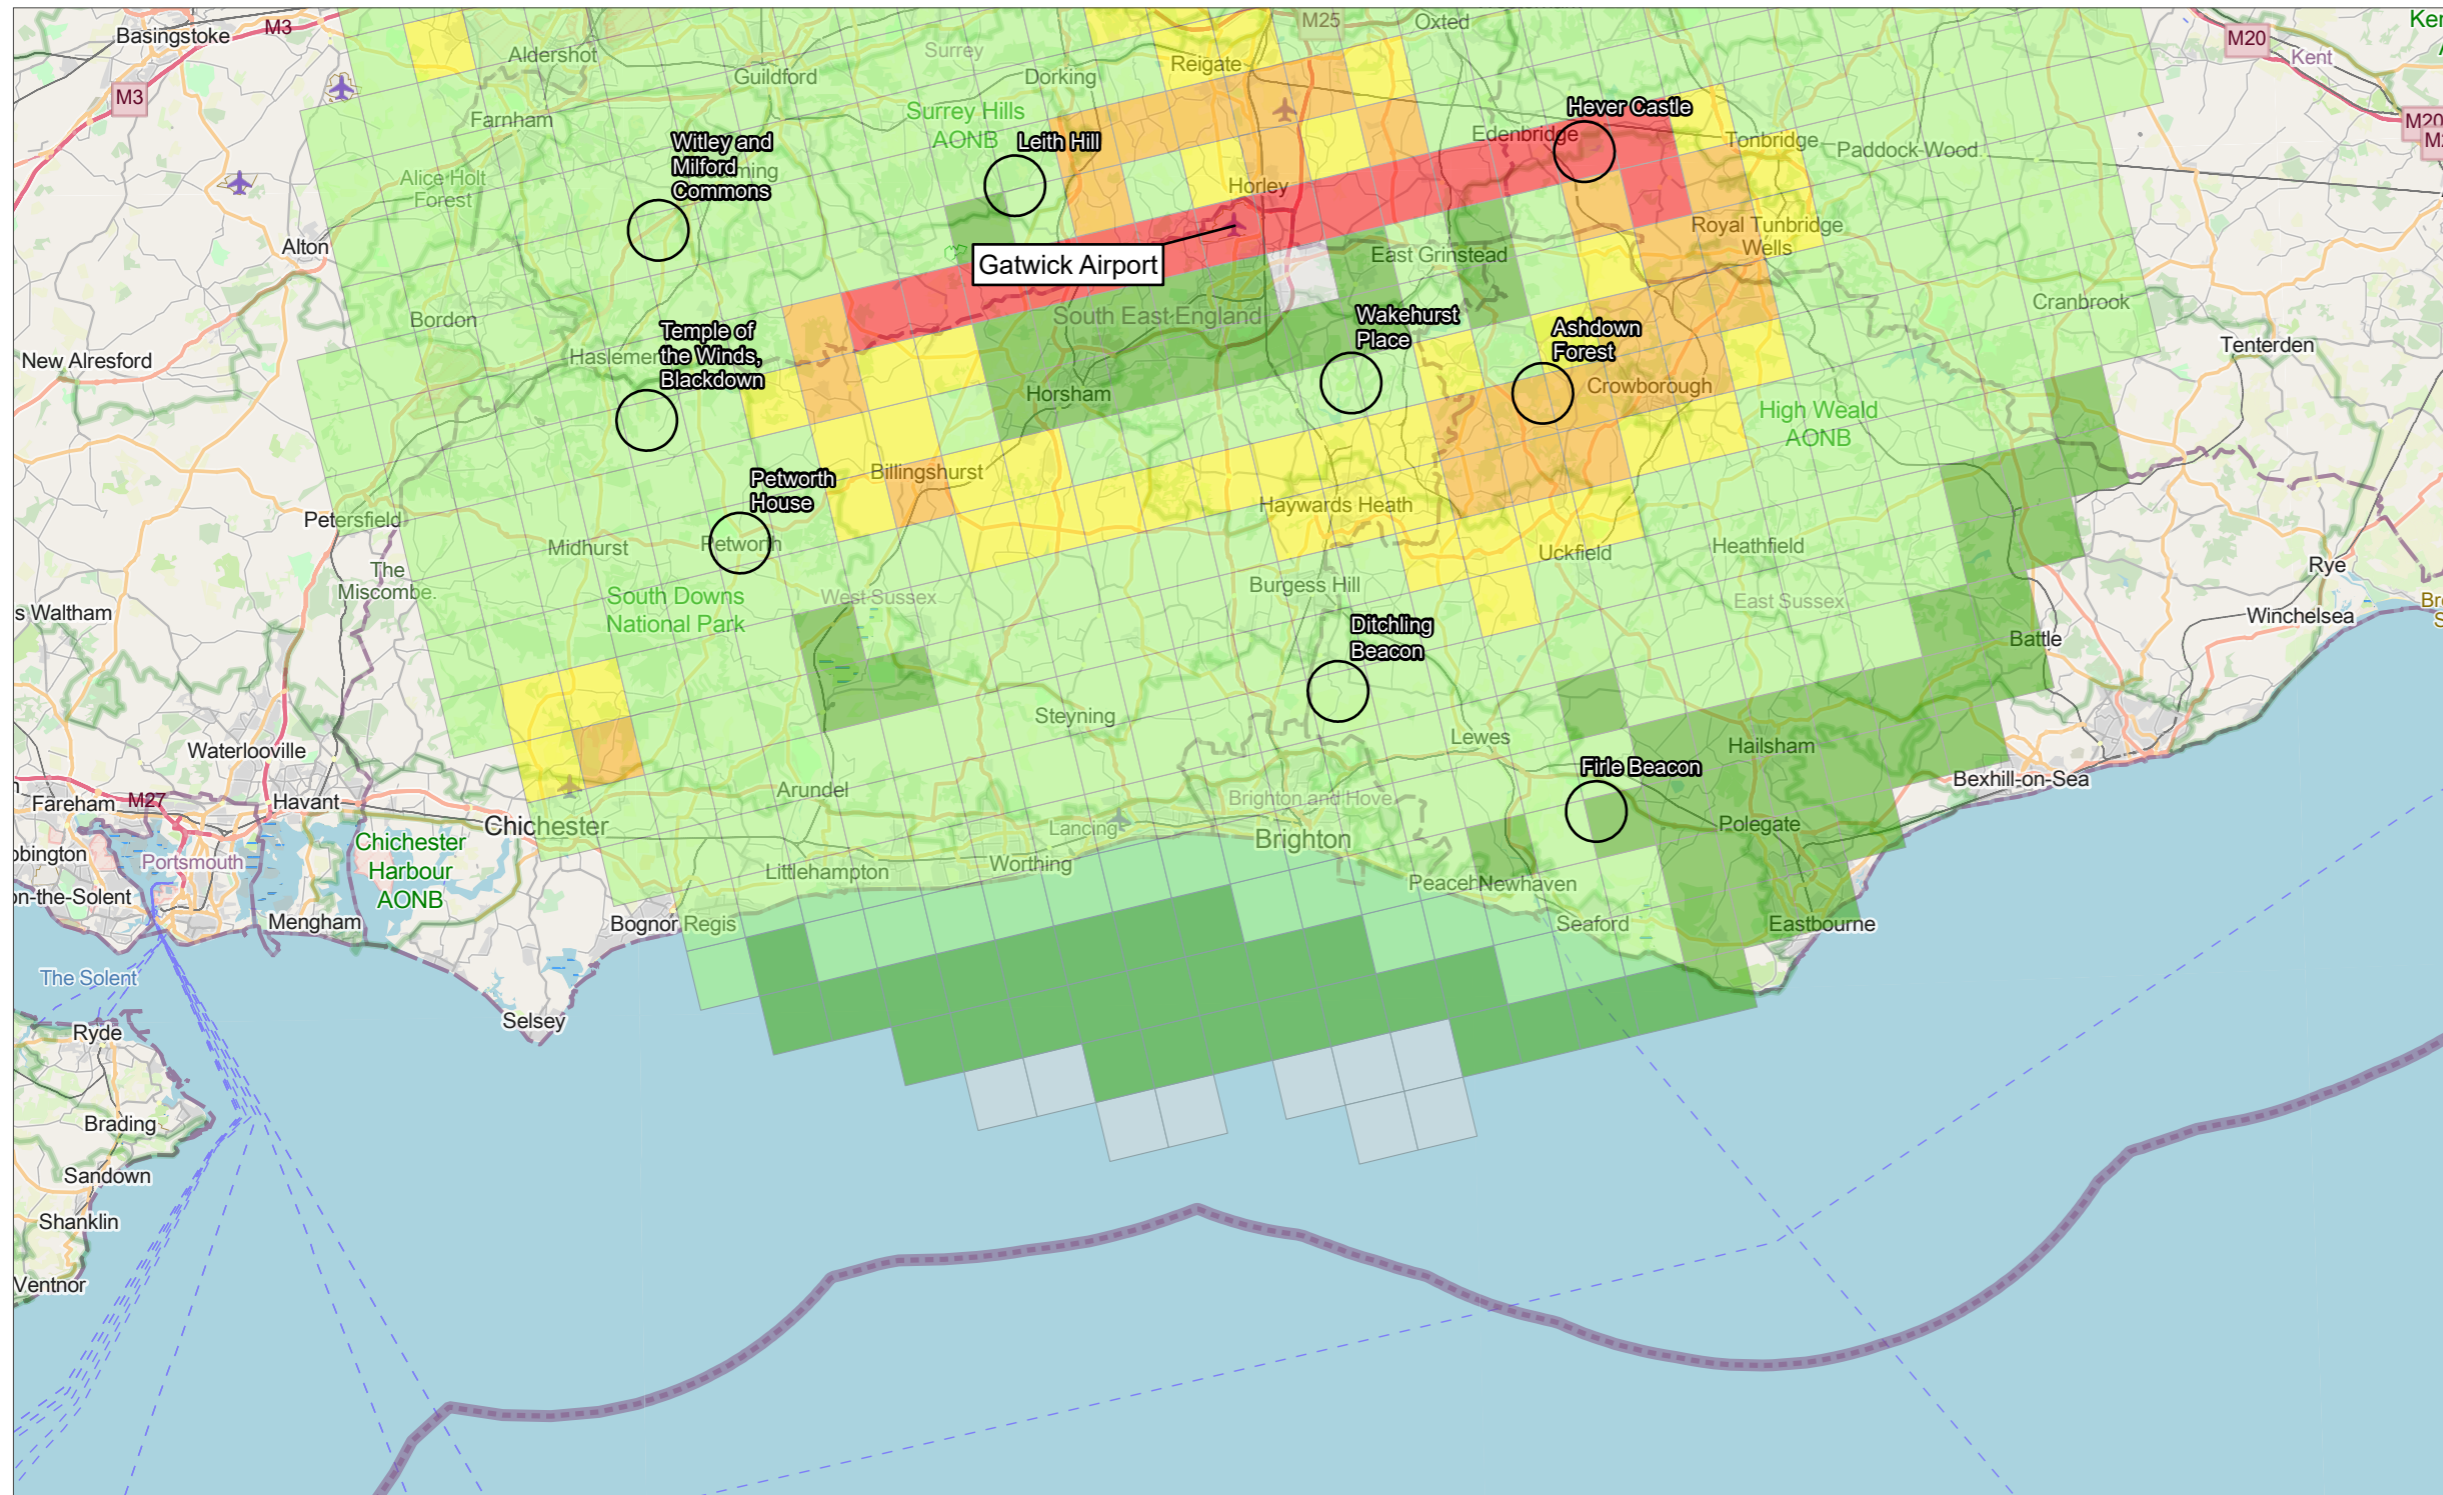 Basingstoke
M3
M25
Oxted
M20
Kent
Aldershot
Surrey
Reigate
Guildford
Dorking
M3
Farnham
Surrey Hills
AONB
Leith Hill
Hever Castle
Edenbridge
Tonbridge
Paddock Wood
M20
Witley and
Milford
Commons
Alice Holt
Forest
Horley
Alton
Royal Tunbridge
Wells
East Grinstead
Gatwick Airport
Cranbrook
Bordon
South East England
Wakehurst
Place
Ashdown
Forest
Temple of
the Winds,
Blackdown
New Alresford
Tenterden
Horsham
Crowborough
High Weald
AONB
Billingshurst
Petworth
House
Haywards Heath
Petersfield
Midhurst
Petworth
Uckfield
Heathfield
The
Miscombe.
Rye
Burgess Hill
South Downs
National Park
West Sussex
East Sussex
s Waltham
Winchelsea
Ditchling
Beacon
Battle
Steyning
Lewes
Waterlooville
Hailsham
Firle Beacon
Bexhill-on-Sea
Arundel
Brighton and Hove
Fareham
M27
Havant
Chichester
Lancing
Brighton
Polegate
Chichester
Harbour
AONB
Portsmouth
Worthing
Littlehampton
Newhaven
on-the-Solent
Mengham
Bognor Regis
Seaford
Eastbourne
The Solent
Selsey
Ryde
Brading
Sandown
Shanklin
Ventnor